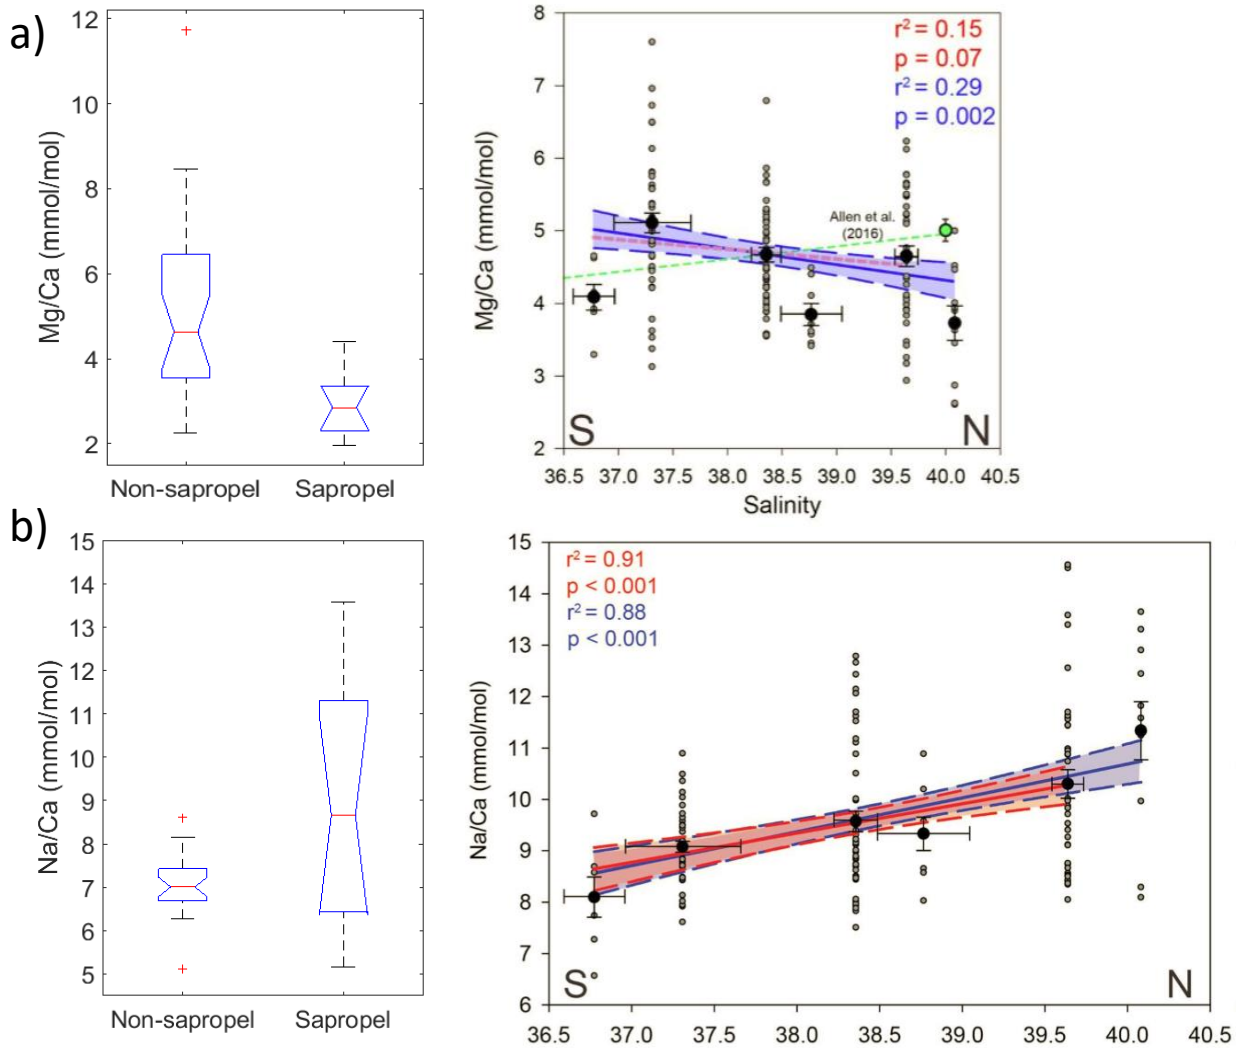 a)
12
10
8
6
4
2
Mg/Ca (mmol/mol)
Non-sapropel
Sapropel
8
7
6
5
4
3
2
Mg/Ca (mmol/mol)
r² = 0.15
p = 0.07
r² = 0.29
p = 0.002
Allen et al.
(2016)
S
N
36.5 37.0 37.5 38.0 38.5 39.0 39.5 40.0 40.5
Salinity
b)
15
14
13
12
11
10
9
8
7
6
5
Na/Ca (mmol/mol)
Non-sapropel
Sapropel
15
14
13
12
11
10
9
8
7
6
Na/Ca (mmol/mol)
r² = 0.91
p < 0.001
r² = 0.88
p < 0.001
S
N
36.5 37.0 37.5 38.0 38.5 39.0 39.5 40.0 40.5